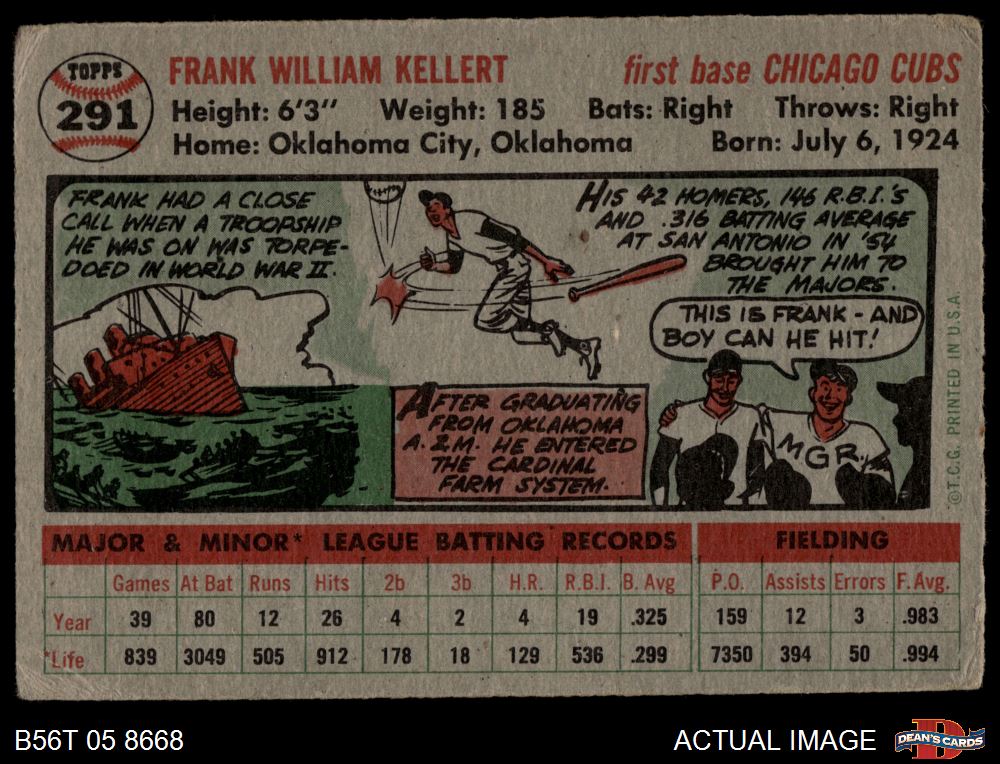 TOPPS
291
FRANK WILLIAM KELLERT first base CHICAGO CUBS
Height: 6'3" Weight: 185 Bats: Right Throws: Right
Home: Oklahoma City, Oklahoma Born: July 6, 1924
FRANK HAD A CLOSE
CALL WHEN A TROOPSHIP
HE WAS ON WAS TORPE-
DOED IN WORLD WAR II.
HIS 42 HOMERS, 146 R.B.I.'S
AND .316 BATTING AVERAGE
AT SAN ANTONIO IN '54
BROUGHT HIM TO
THE MAJORS.
THIS IS FRANK - AND
BOY CAN HE HIT!
AFTER GRADUATING
FROM OKLAHOMA
A. & M. HE ENTERED
THE CARDINAL
FARM SYSTEM.
MGR.
©T.C.G. PRINTED IN U.S.A.
MAJOR & MINOR* LEAGUE BATTING RECORDS FIELDING
Games At Bat Runs Hits 2b 3b H.R. R.B.I. B. Avg P.O. Assists Errors F.Avg.
Year 39 80 12 26 4 2 4 19 .325 159 12 3 .983
*Life 839 3049 505 912 178 18 129 536 .299 7350 394 50 .994
B56T 05 8668 ACTUAL IMAGE DEAN'S CARDS